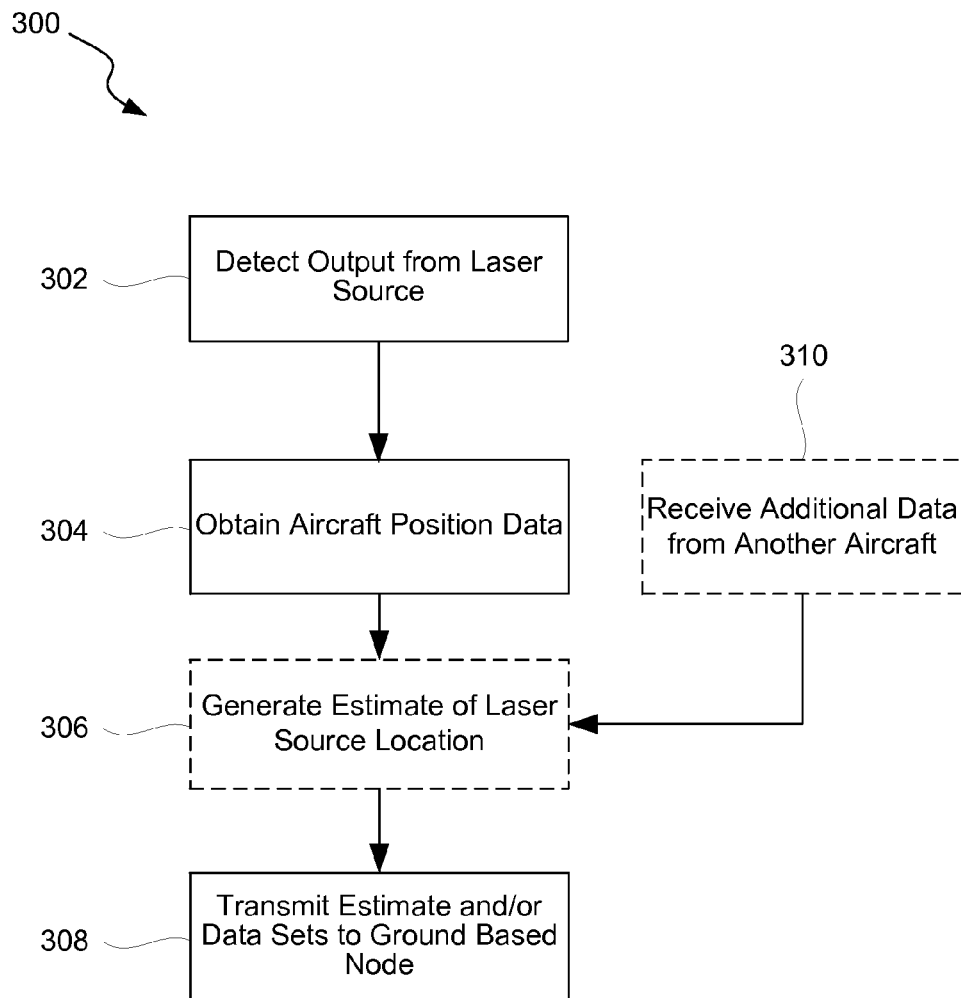 300
302
Detect Output from Laser
Source
310
304
Obtain Aircraft Position Data
Receive Additional Data
from Another Aircraft
306
Generate Estimate of Laser
Source Location
308
Transmit Estimate and/or
Data Sets to Ground Based
Node